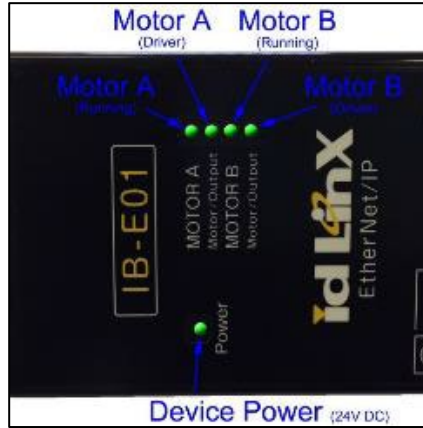 Motor A
(Driver)
Motor B
(Running)
Motor A
(Running)
Motor B
(Driver)
IB-E01
MOTOR A
Motor/Output
MOTOR B
Motor/Output
Power
id LinX
EtherNet/IP
Device Power (24V DC)